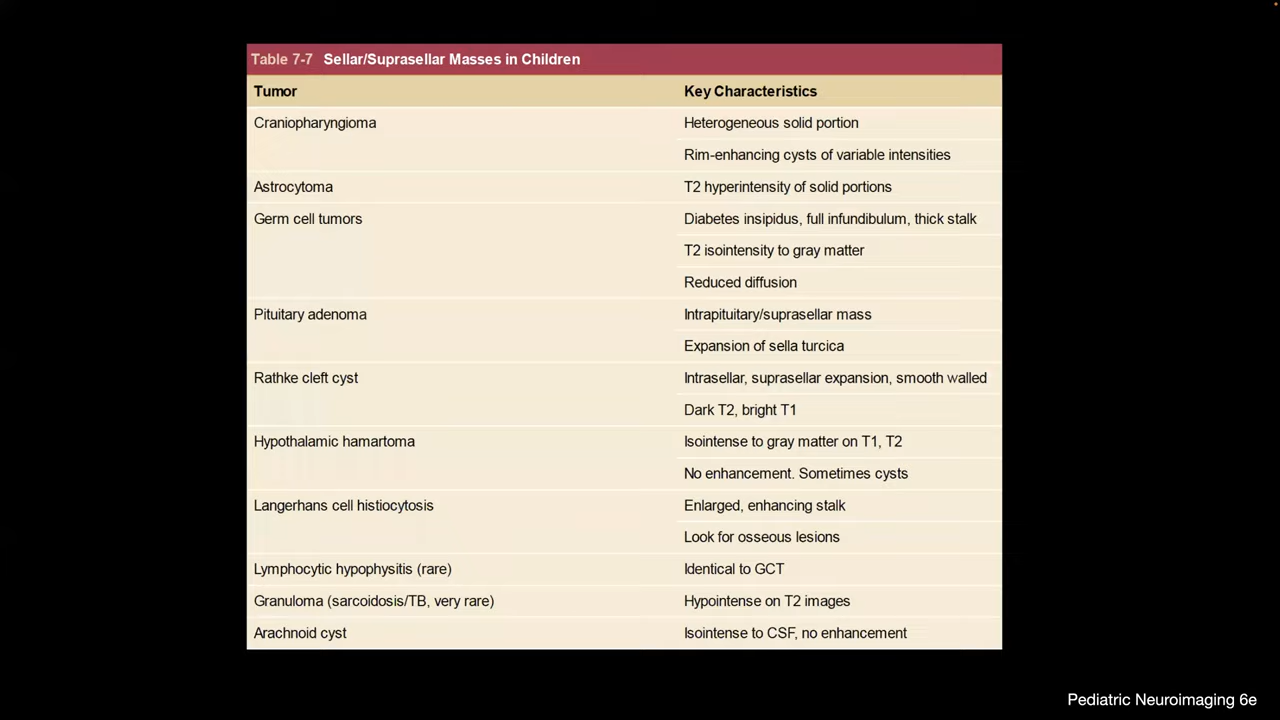 Table 7-7 Sellar/Suprasellar Masses in Children
Tumor Key Characteristics
Craniopharyngioma Heterogeneous solid portion
Rim-enhancing cysts of variable intensities
Astrocytoma T2 hyperintensity of solid portions
Germ cell tumors Diabetes insipidus, full infundibulum, thick stalk
T2 isointensity to gray matter
Reduced diffusion
Pituitary adenoma Intrapituitary/suprasellar mass
Expansion of sella turcica
Rathke cleft cyst Intrasellar, suprasellar expansion, smooth walled
Dark T2, bright T1
Hypothalamic hamartoma Isointense to gray matter on T1, T2
No enhancement. Sometimes cysts
Langerhans cell histiocytosis Enlarged, enhancing stalk
Look for osseous lesions
Lymphocytic hypophysitis (rare) Identical to GCT
Granuloma (sarcoidosis/TB, very rare) Hypointense on T2 images
Arachnoid cyst Isointense to CSF, no enhancement
Pediatric Neuroimaging 6e